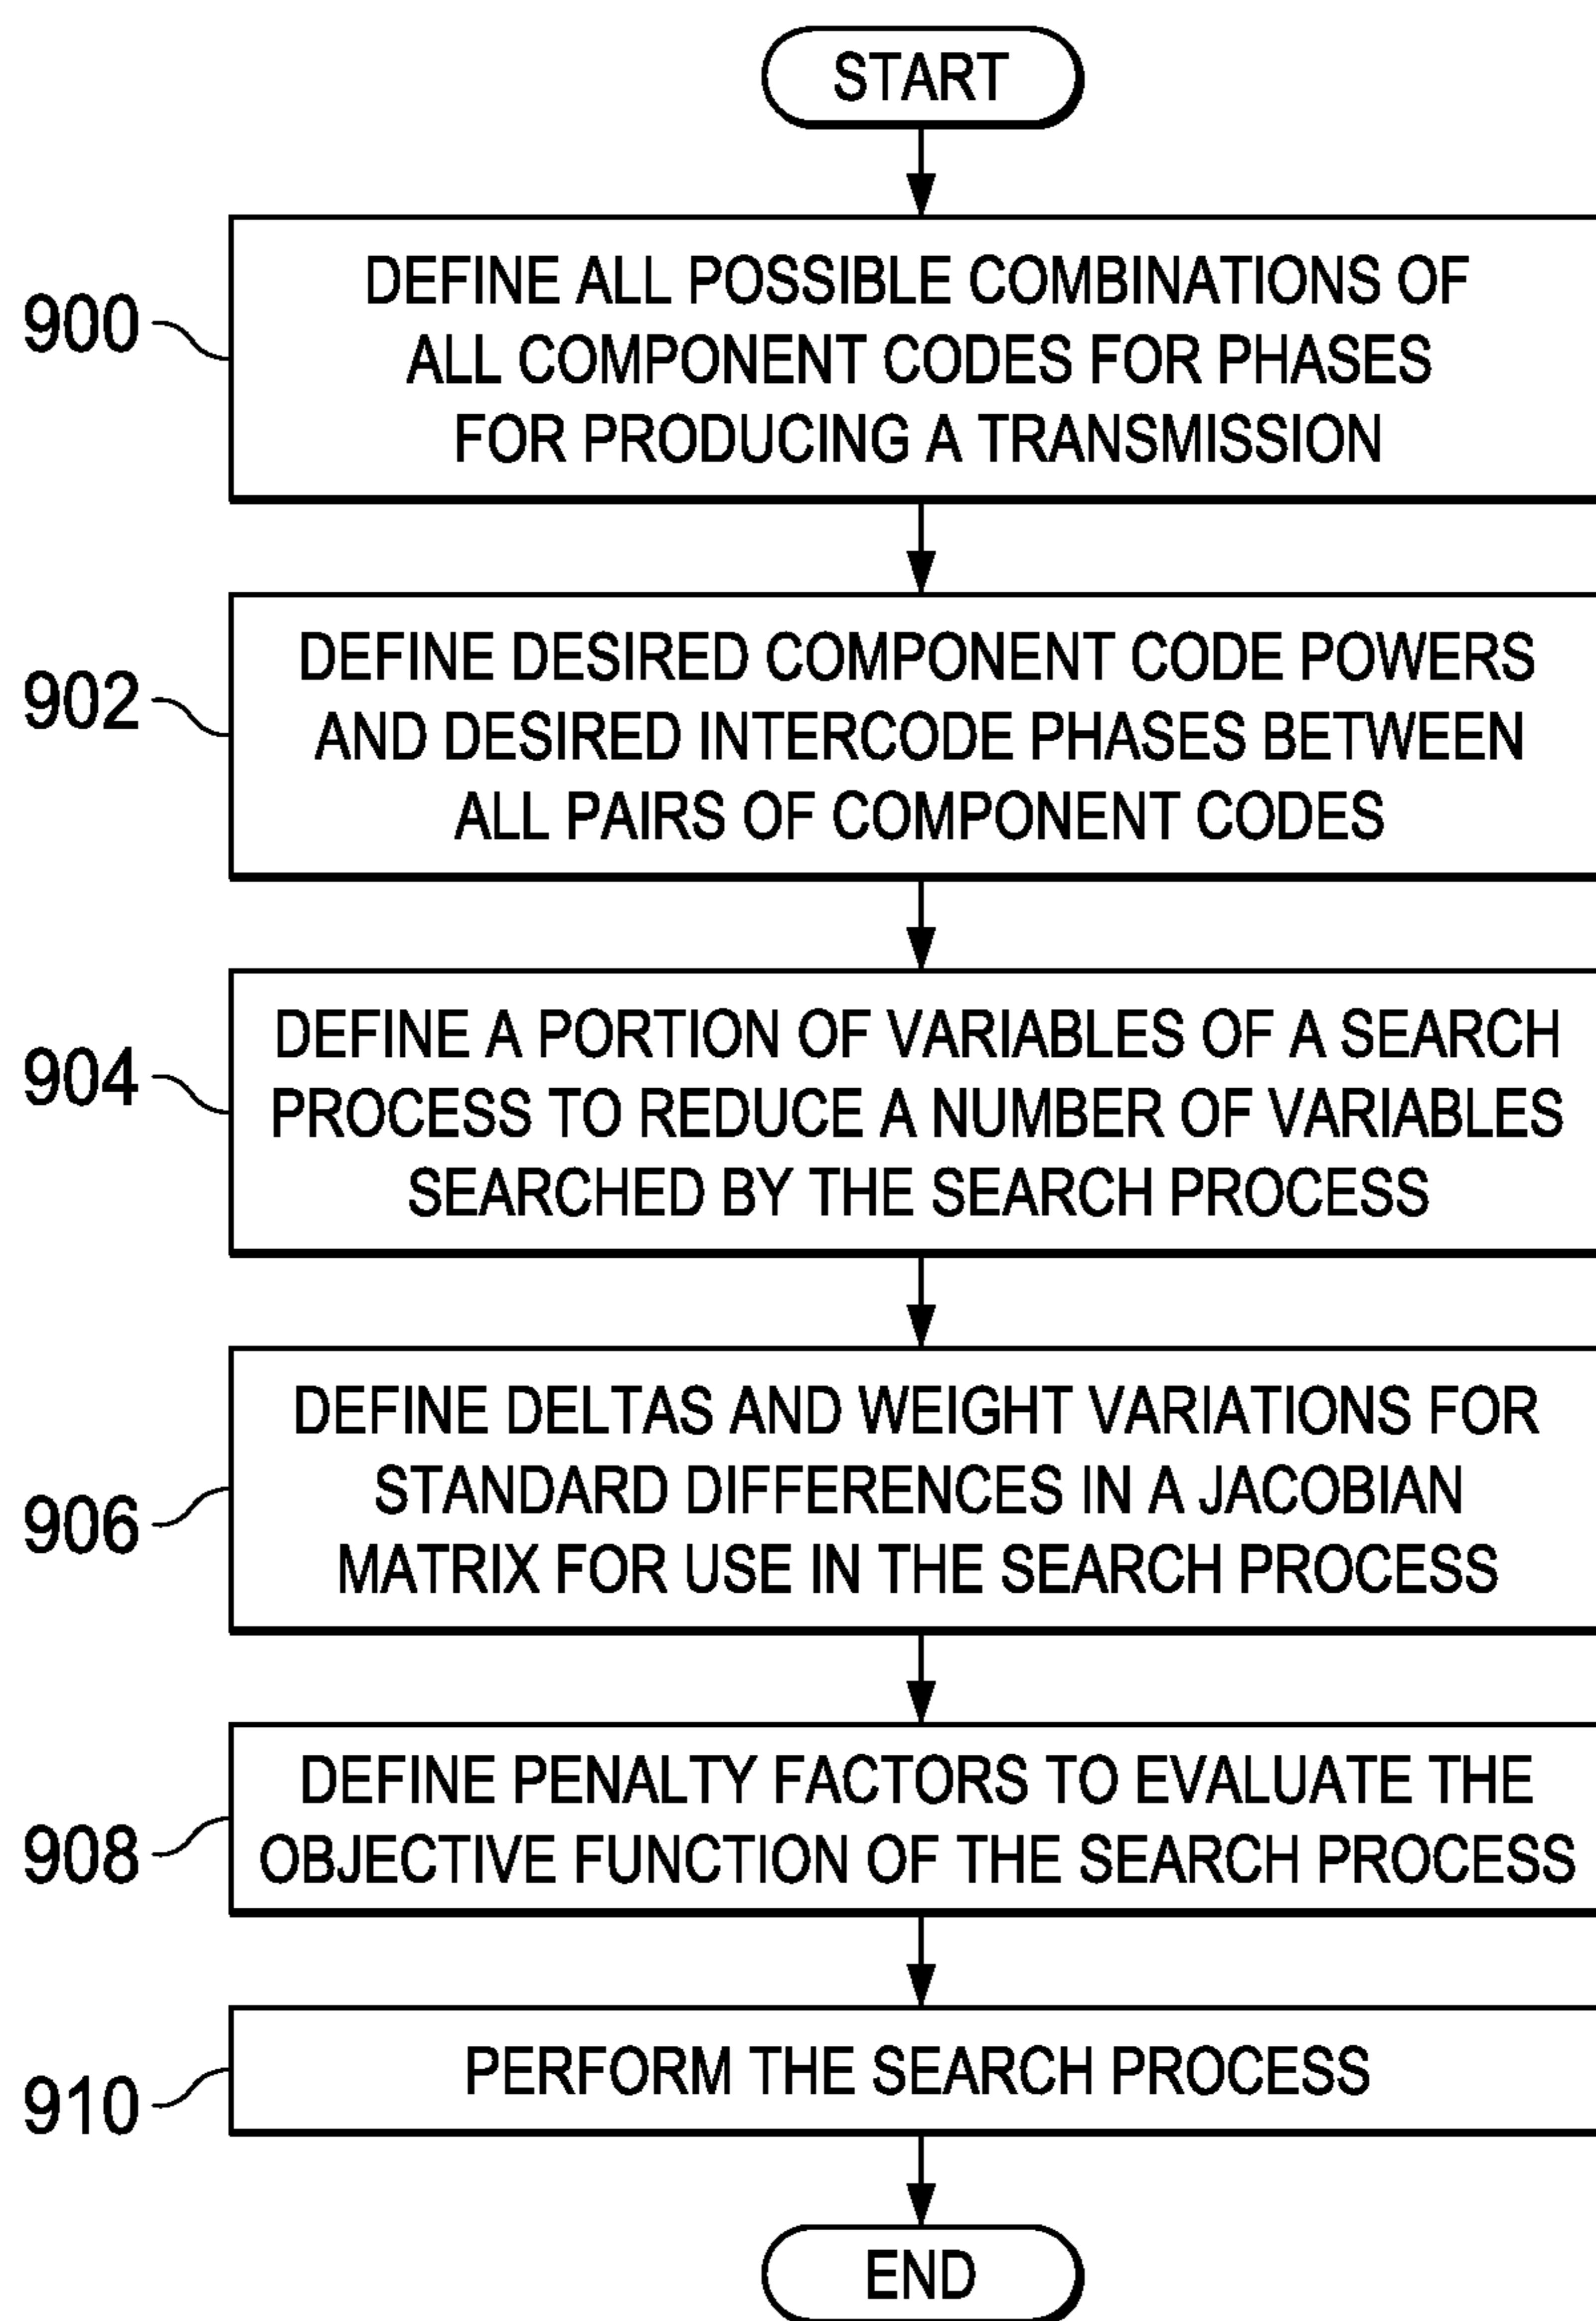 START
900
DEFINE ALL POSSIBLE COMBINATIONS OF
ALL COMPONENT CODES FOR PHASES
FOR PRODUCING A TRANSMISSION
902
DEFINE DESIRED COMPONENT CODE POWERS
AND DESIRED INTERCODE PHASES BETWEEN
ALL PAIRS OF COMPONENT CODES
904
DEFINE A PORTION OF VARIABLES OF A SEARCH
PROCESS TO REDUCE A NUMBER OF VARIABLES
SEARCHED BY THE SEARCH PROCESS
906
DEFINE DELTAS AND WEIGHT VARIATIONS FOR
STANDARD DIFFERENCES IN A JACOBIAN
MATRIX FOR USE IN THE SEARCH PROCESS
908
DEFINE PENALTY FACTORS TO EVALUATE THE
OBJECTIVE FUNCTION OF THE SEARCH PROCESS
910
PERFORM THE SEARCH PROCESS
END